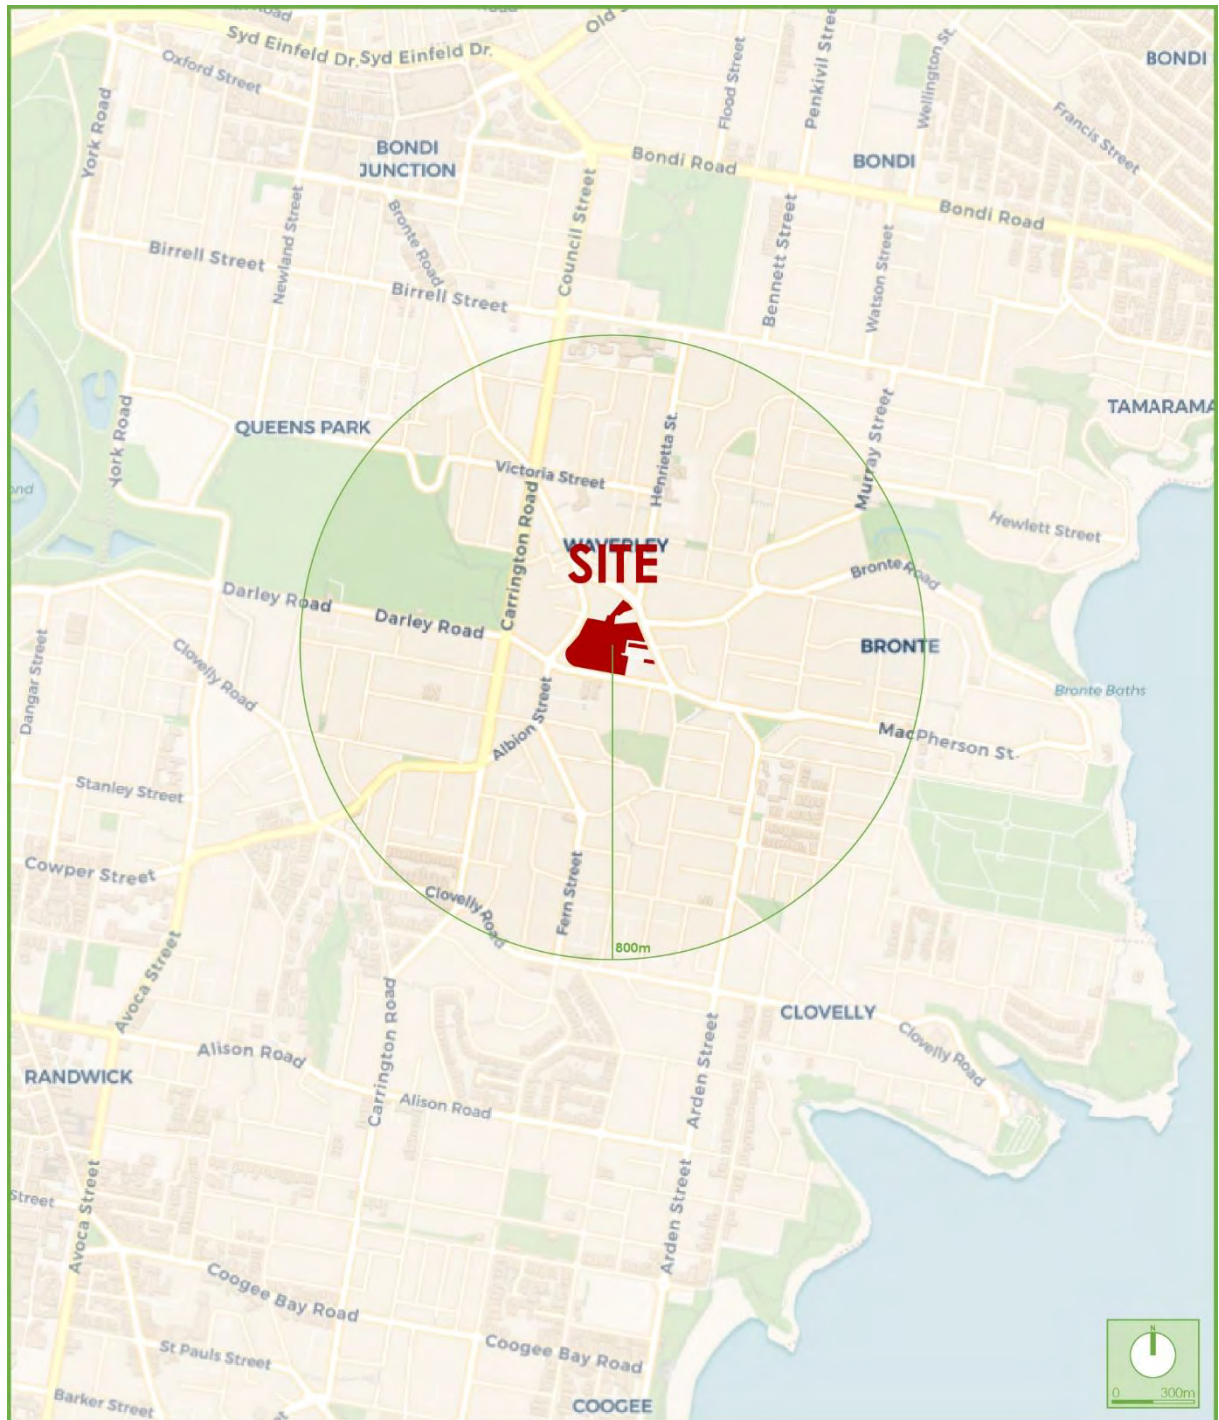 Old
Syd Einfeld Dr.
Syd Einfeld Dr.
Oxford Street
Flood Street
Penkivil Stree
Wellington St.
BONDI
Francis Street
York Road
BONDI
JUNCTION
Bondi Road
BONDI
Bondi Road
Newland Street
Bronte Road
Council Street
Bennett Street
Watson Street
Birrell Street
Birrell Street
York Road
QUEENS PARK
Victoria Street
Henrietta St.
Murray Street
TAMARAMA
ond
Carrington Road
WAVERLEY
SITE
Hewlett Street
Bronte Road
Darley Road
Darley Road
BRONTE
Clovelly Road
Dangar Street
Bronte Baths
Albion Street
MacPherson St.
Stanley Street
Cowper Street
Clovelly Road
Fern Street
800m
Avoca Street
CLOVELLY
Clovelly Road
Carrington Road
Alison Road
Arden Street
RANDWICK
Alison Road
Street
Avoca Street
Arden Street
Coogee Bay Road
Coogee Bay Road
St Pauls Street
Barker Street
COOGEE
N
0 300m